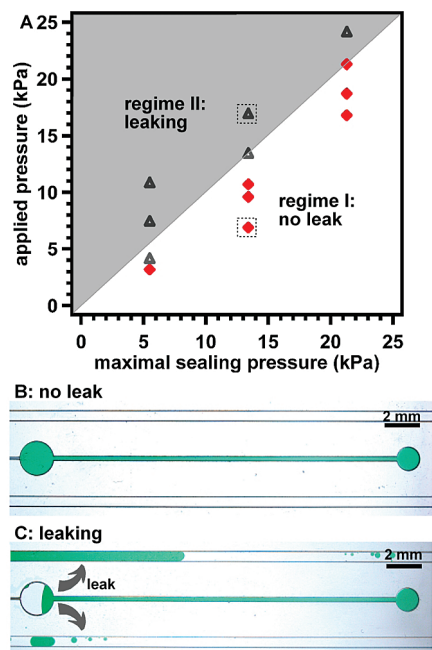 A
25
20
15
10
5
0
applied pressure (kPa)
regime II:
leaking
regime I:
no leak
0 5 10 15 20 25
maximal sealing pressure (kPa)
B: no leak
2 mm
C: leaking
2 mm
leak